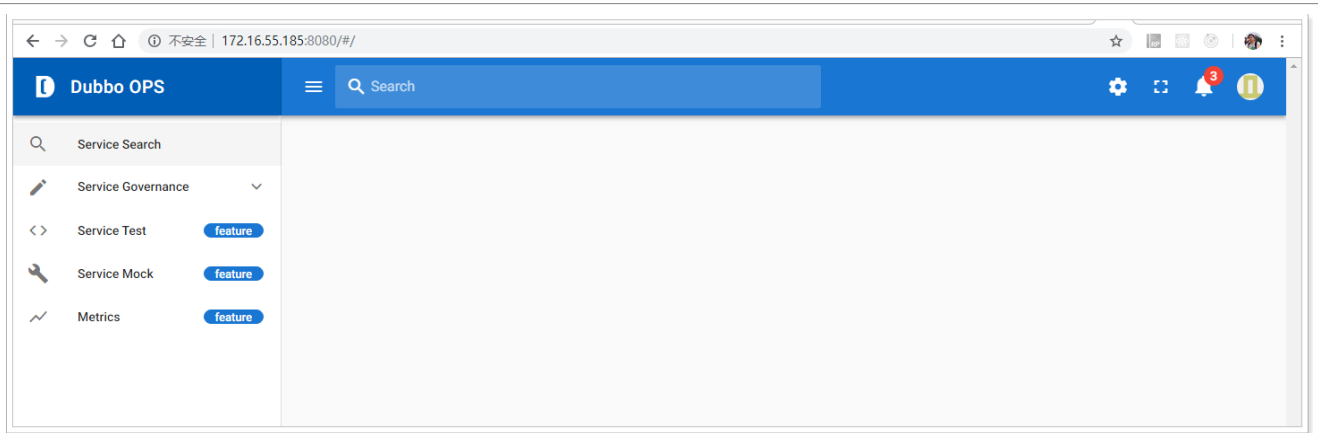 不安全 | 172.16.55.185:8080/#/
Dubbo OPS
Search
3
Service Search
Service Governance
Service Test feature
Service Mock feature
Metrics feature